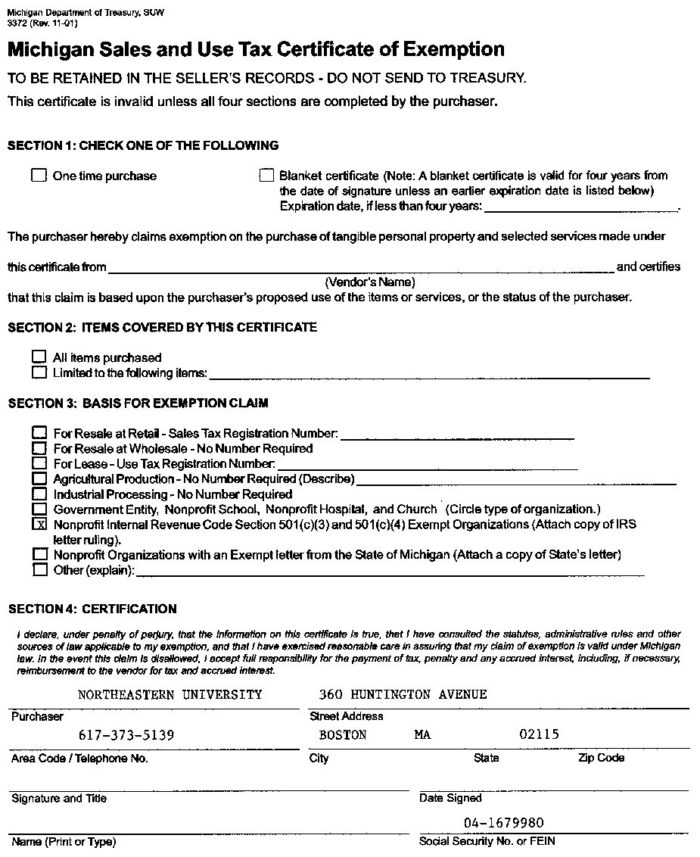 Michigan Department of Treasury, SUW
3372 (Rev. 11-01)
Michigan Sales and Use Tax Certificate of Exemption
TO BE RETAINED IN THE SELLER'S RECORDS - DO NOT SEND TO TREASURY.
This certificate is invalid unless all four sections are completed by the purchaser.
SECTION 1: CHECK ONE OF THE FOLLOWING
One time purchase
Blanket certificate (Note: A blanket certificate is valid for four years from
the date of signature unless an earlier expiration date is listed below)
Expiration date, if less than four years: .
The purchaser hereby claims exemption on the purchase of tangible personal property and selected services made under
this certificate from and certifies
(Vendor's Name)
that this claim is based upon the purchaser's proposed use of the items or services, or the status of the purchaser.
SECTION 2: ITEMS COVERED BY THIS CERTIFICATE
All items purchased
Limited to the following items:
SECTION 3: BASIS FOR EXEMPTION CLAIM
For Resale at Retail - Sales Tax Registration Number:
For Resale at Wholesale - No Number Required
For Lease - Use Tax Registration Number:
Agricultural Production - No Number Required (Describe)
Industrial Processing - No Number Required
Government Entity, Nonprofit School, Nonprofit Hospital, and Church (Circle type of organization.)
X Nonprofit Internal Revenue Code Section 501(c)(3) and 501(c)(4) Exempt Organizations (Attach copy of IRS
letter ruling).
Nonprofit Organizations with an Exempt letter from the State of Michigan (Attach a copy of State's letter)
Other (explain):
SECTION 4: CERTIFICATION
I declare, under penalty of perjury, that the information on this certificate is true, that I have consulted the statutes, administrative rules and other
sources of law applicable to my exemption, and that I have exercised reasonable care in assuring that my claim of exemption is valid under Michigan
law. In the event this claim is disallowed, I accept full responsibility for the payment of tax, penalty and any accrued interest, including, if necessary,
reimbursement to the vendor for tax and accrued interest.
NORTHEASTERN UNIVERSITY 360 HUNTINGTON AVENUE
Purchaser Street Address
617-373-5139 BOSTON MA 02115
Area Code / Telephone No. City State Zip Code
Signature and Title Date Signed
04-1679980
Name (Print or Type) Social Security No. or FEIN